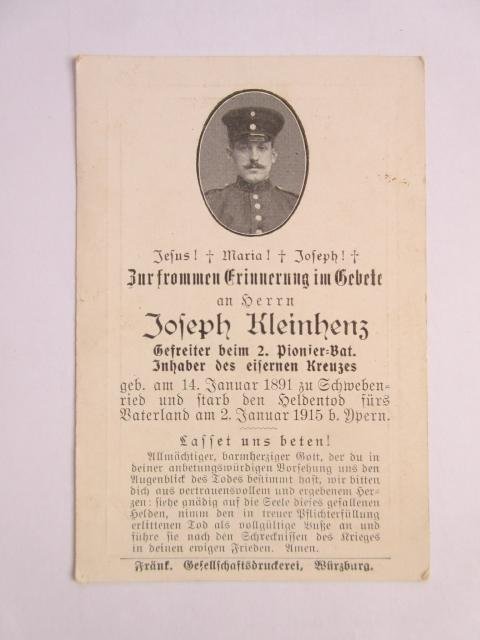 Jesus! † Maria! † Joseph! †
Zur frommen Erinnerung im Gebete
an Herrn
Joseph Kleinhenz
Gefreiter beim 2. Pionier-Bat.
Inhaber des eisernen Kreuzes
geb. am 14. Januar 1891 zu Schweben-
ried und starb den Heldentod fürs
Vaterland am 2. Januar 1915 b. Ypern.
Lasset uns beten!
Allmächtiger, barmherziger Gott, der du in
deiner anbetungswürdigen Vorsehung uns den
Augenblick des Todes bestimmt hast, wir bitten
dich aus vertrauensvollem und ergebenem Her-
zen: siehe gnädig auf die Seele dieses gefallenen
Helden, nimm den in treuer Pflichterfüllung
erlittenen Tod als vollgültige Buße an und
führe sie nach den Schrecknissen des Krieges
in deinen ewigen Frieden. Amen.
Fränk. Gesellschaftsdruckerei, Würzburg.